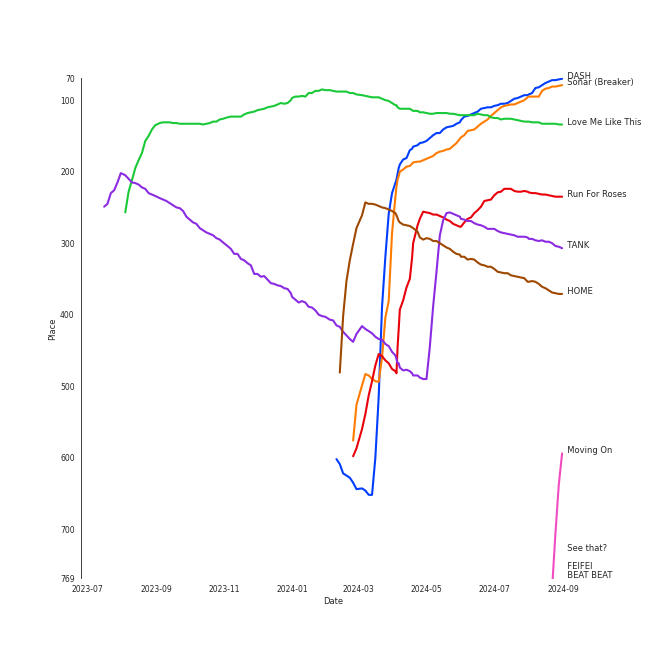 DASH
Sonar (Breaker)
Love Me Like This
Run For Roses
TANK
HOME
Moving On
See that?
FEIFEI
BEAT BEAT
70
100
200
300
400
500
600
700
769
Place
2023-07 2023-09 2023-11 2024-01 2024-03 2024-05 2024-07 2024-09
Date